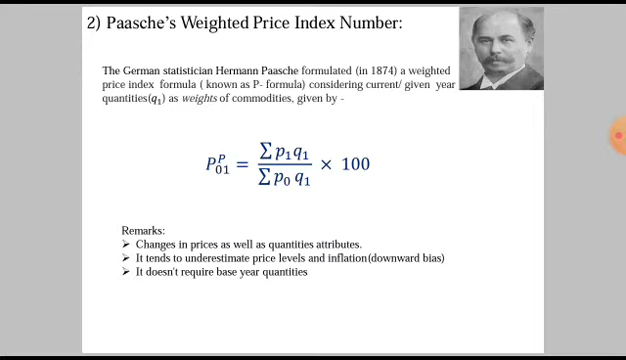 2) Paasche's Weighted Price Index Number:
The German statistician Hermann Paasche formulated (in 1874) a weighted
price index formula ( known as P- formula) considering current/ given year
quantities(q₁) as weights of commodities, given by -
P₀₁ᴾ = ∑ p₁q₁ / ∑ p₀ q₁ × 100
Remarks:
➢ Changes in prices as well as quantities attributes.
➢ It tends to underestimate price levels and inflation(downward bias)
➢ It doesn't require base year quantities